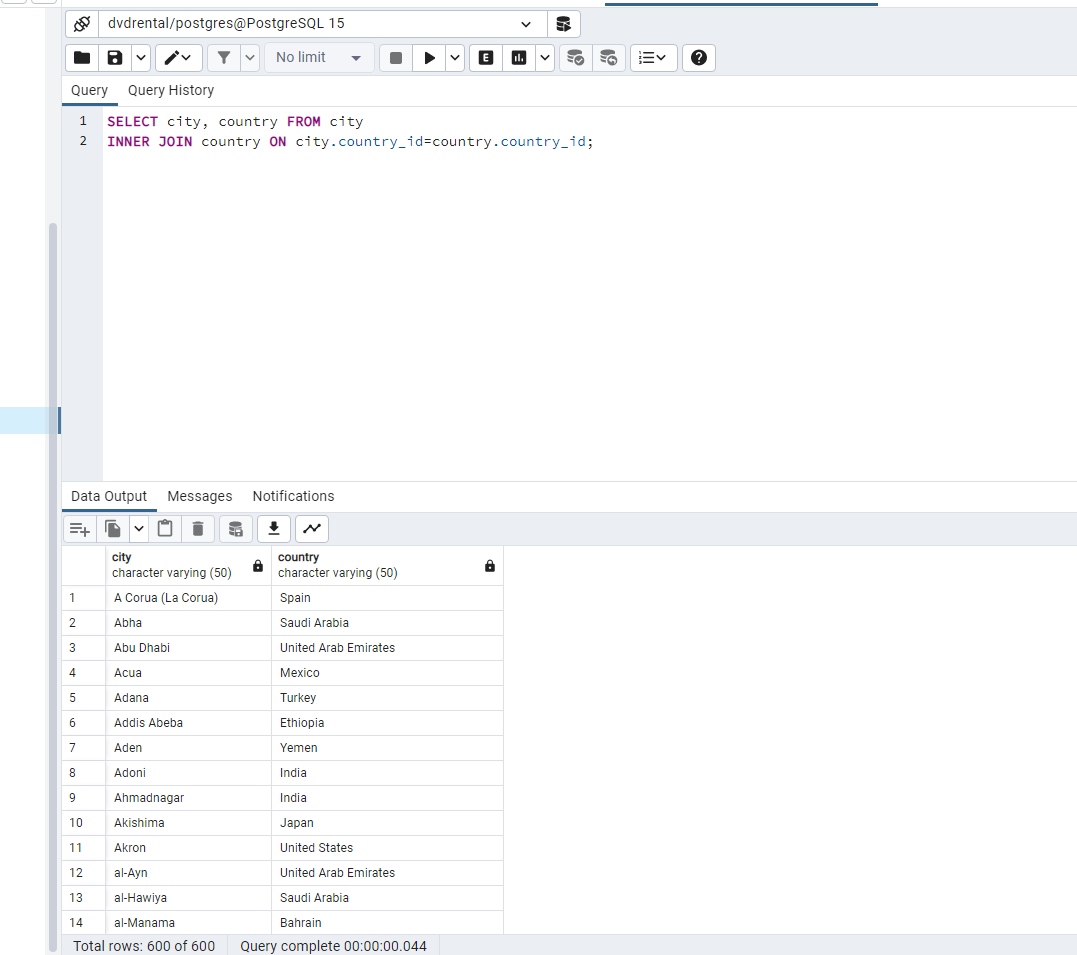 dvdrental/postgres@PostgreSQL 15
No limit
E
Query Query History
1 SELECT city, country FROM city
2 INNER JOIN country ON city.country_id=country.country_id;
Data Output Messages Notifications
city country
character varying (50) character varying (50)
1 A Corua (La Corua) Spain
2 Abha Saudi Arabia
3 Abu Dhabi United Arab Emirates
4 Acua Mexico
5 Adana Turkey
6 Addis Abeba Ethiopia
7 Aden Yemen
8 Adoni India
9 Ahmadnagar India
10 Akishima Japan
11 Akron United States
12 al-Ayn United Arab Emirates
13 al-Hawiya Saudi Arabia
14 al-Manama Bahrain
Total rows: 600 of 600 Query complete 00:00:00.044